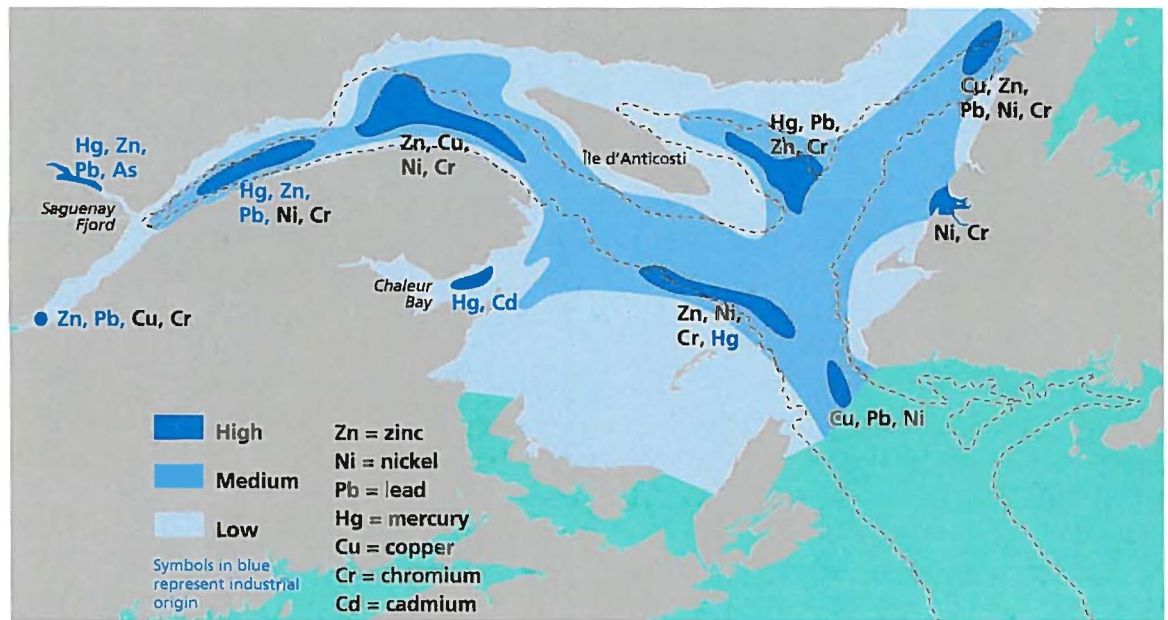 Hg, Zn,
Pb, As
Saguenay
Fjord
Hg, Zn,
Pb, Ni, Cr
Zn, Cu,
Ni, Cr
Île d'Anticosti
Hg, Pb,
Zn, Cr
Cu, Zn,
Pb, Ni, Cr
Ni, Cr
Chaleur
Bay
Hg, Cd
Zn, Ni,
Cr, Hg
Zn, Pb, Cu, Cr
Cu, Pb, Ni
High
Medium
Low
Symbols in blue
represent industrial
origin
Zn = zinc
Ni = nickel
Pb = lead
Hg = mercury
Cu = copper
Cr = chromium
Cd = cadmium